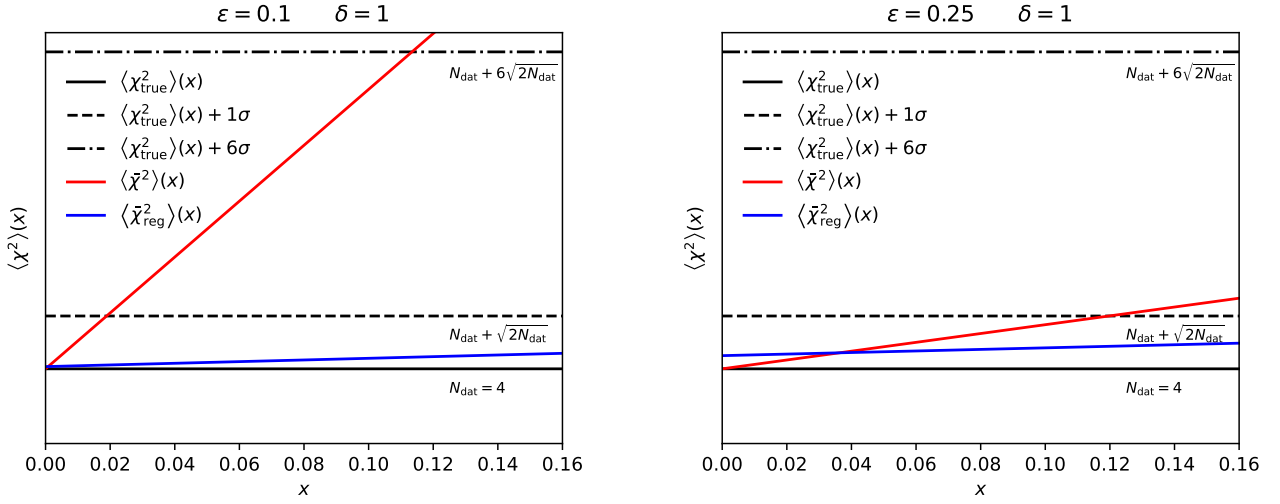 ε = 0.1 δ = 1
⟨χ²⟩(x)
⟨χ²_true⟩(x)
⟨χ²_true⟩(x) + 1σ
⟨χ²_true⟩(x) + 6σ
⟨χ̄²⟩(x)
⟨χ̄²_reg⟩(x)
N_dat + 6√(2N_dat)
N_dat + √(2N_dat)
N_dat = 4
0.00 0.02 0.04 0.06 0.08 0.10 0.12 0.14 0.16
x
ε = 0.25 δ = 1
⟨χ²⟩(x)
⟨χ²_true⟩(x)
⟨χ²_true⟩(x) + 1σ
⟨χ²_true⟩(x) + 6σ
⟨χ̄²⟩(x)
⟨χ̄²_reg⟩(x)
N_dat + 6√(2N_dat)
N_dat + √(2N_dat)
N_dat = 4
0.00 0.02 0.04 0.06 0.08 0.10 0.12 0.14 0.16
x